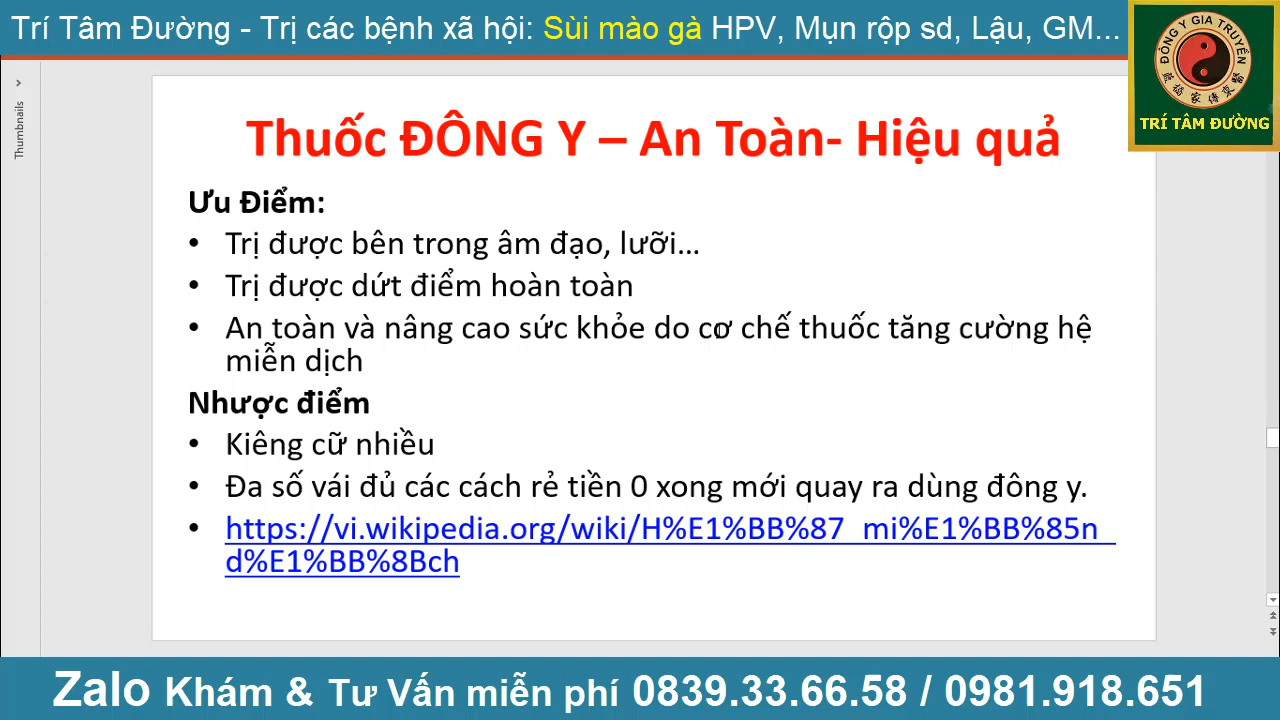 Trí Tâm Đường - Trị các bệnh xã hội: Sùi mào gà HPV, Mụn rộp sd, Lậu, GM...
ĐÔNG Y GIA TRUYỀN
TRÍ TÂM ĐƯỜNG
Thumbnails
Thuốc ĐÔNG Y – An Toàn- Hiệu quả
Ưu Điểm:
• Trị được bên trong âm đạo, lưỡi…
• Trị được dứt điểm hoàn toàn
• An toàn và nâng cao sức khỏe do cơ chế thuốc tăng cường hệ
miễn dịch
Nhược điểm
• Kiêng cữ nhiều
• Đa số vái đủ các cách rẻ tiền 0 xong mới quay ra dùng đông y.
• https://vi.wikipedia.org/wiki/H%E1%BB%87_mi%E1%BB%85n_
d%E1%BB%8Bch
Zalo Khám & Tư Vấn miễn phí 0839.33.66.58 / 0981.918.651